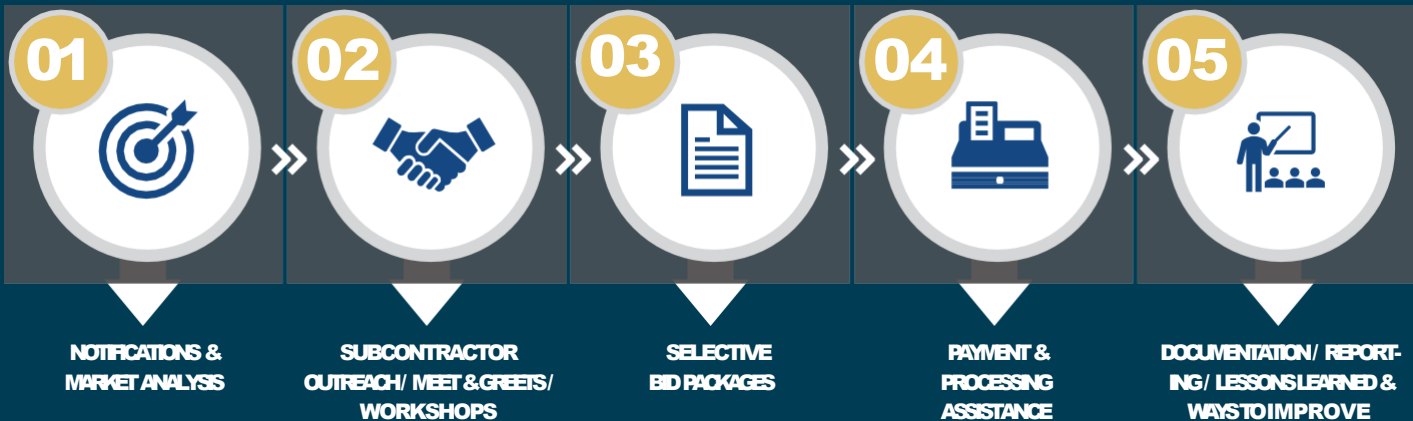 01
02
03
04
05
NOTIFICATIONS &
MARKET ANALYSIS
SUBCONTRACTOR
OUTREACH / MEET & GREETS /
WORKSHOPS
SELECTIVE
BID PACKAGES
PAYMENT &
PROCESSING
ASSISTANCE
DOCUMENTATION / REPORT-
ING / LESSONS LEARNED &
WAYS TO IMPROVE